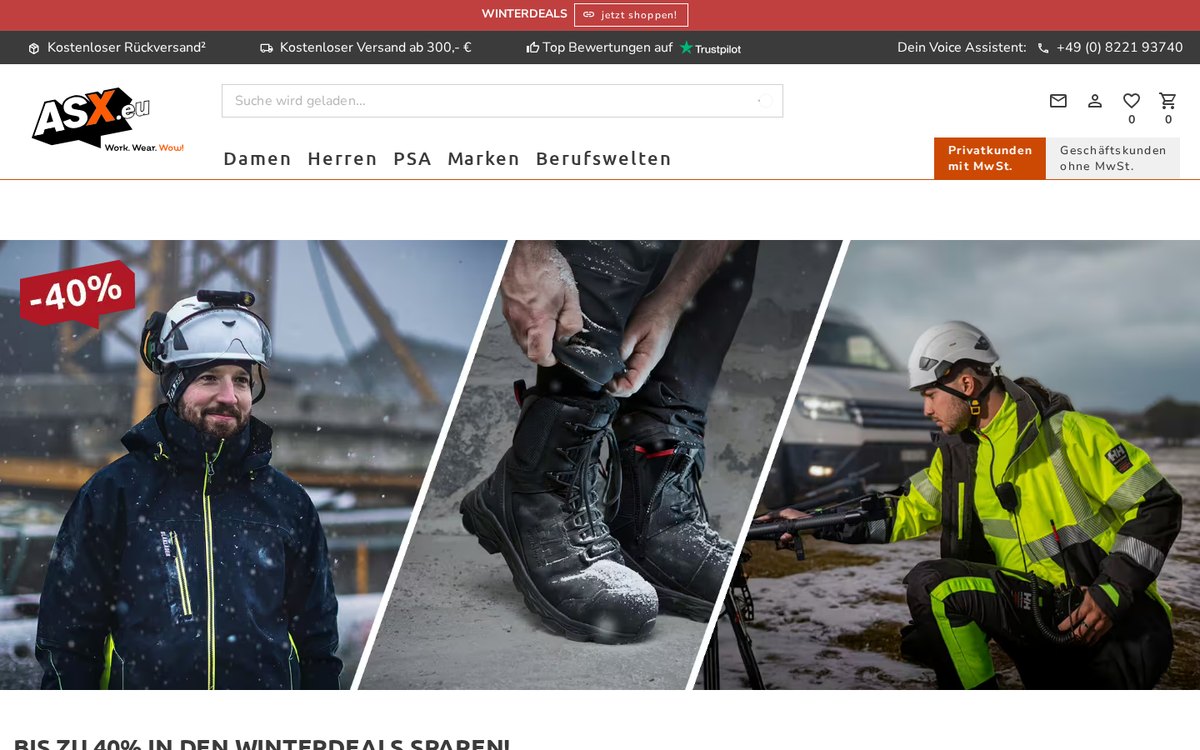 WINTERDEALS jetzt shoppen!
Kostenloser Rückversand² Kostenloser Versand ab 300,- € Top Bewertungen auf Trustpilot Dein Voice Assistent: +49 (0) 8221 93740
ASX.eu
Work. Wear. Wow!
Suche wird geladen...
0 0
Damen Herren PSA Marken Berufswelten
Privatkunden
mit MwSt.
Geschäftskunden
ohne MwSt.
-40%
BIS ZU 40% IN DEN WINTERDEALS SPAREN!